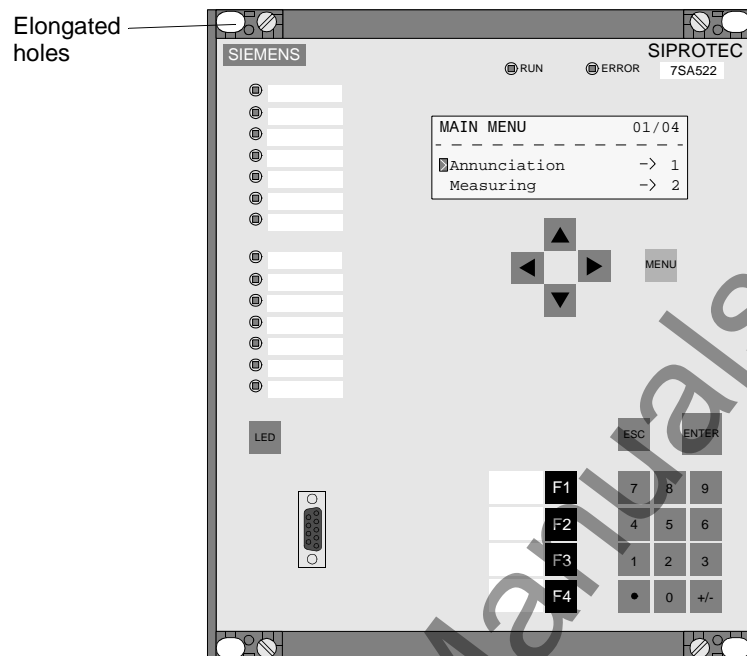 Elongated
holes
SIEMENS
SIPROTEC
RUN
ERROR
7SA522
MAIN MENU 01/04
Annunciation –> 1
Measuring –> 2
MENU
LED
ESC
ENTER
F1
7 8 9
F2
4 5 6
F3
1 2 3
F4
• 0 +/-